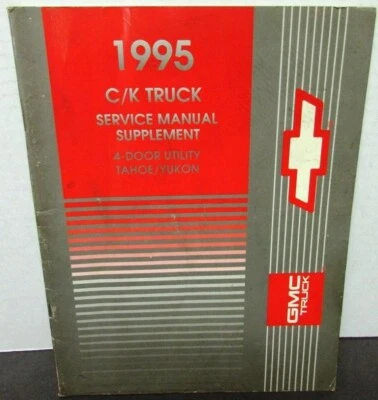 1995
C/K TRUCK
SERVICE MANUAL
SUPPLEMENT
4-DOOR UTILITY
TAHOE/YUKON
GMC
TRUCK